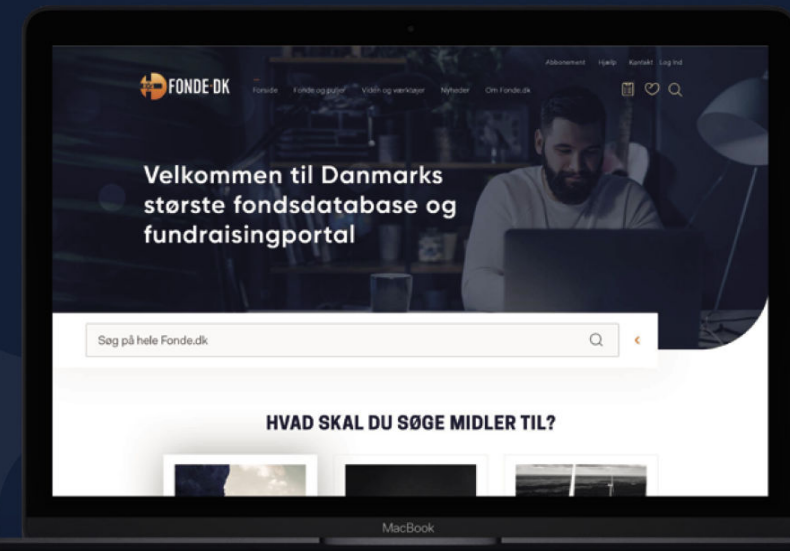 Abbonement Hjælp Kontakt Log Ind
FONDE·DK
Forside Fonde og puljer Viden og værktøjer Nyheder Om Fonde.dk
Velkommen til Danmarks
største fondsdatabase og
fundraisingportal
Søg på hele Fonde.dk
HVAD SKAL DU SØGE MIDLER TIL?
MacBook